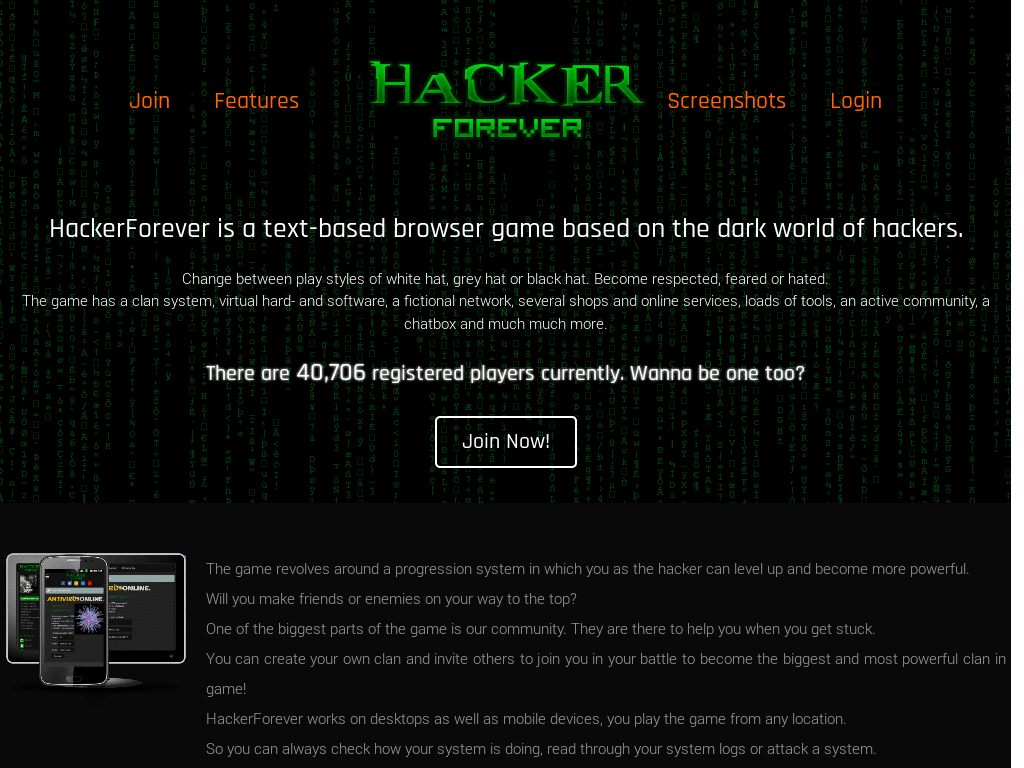 Join
Features
HACKER
FOREVER
Screenshots
Login
HackerForever is a text-based browser game based on the dark world of hackers.
Change between play styles of white hat, grey hat or black hat. Become respected, feared or hated.
The game has a clan system, virtual hard- and software, a fictional network, several shops and online services, loads of tools, an active community, a
chatbox and much much more.
There are 40,706 registered players currently. Wanna be one too?
Join Now!
ANTIVIRUSONLINE.
The game revolves around a progression system in which you as the hacker can level up and become more powerful.
Will you make friends or enemies on your way to the top?
One of the biggest parts of the game is our community. They are there to help you when you get stuck.
You can create your own clan and invite others to join you in your battle to become the biggest and most powerful clan in
game!
HackerForever works on desktops as well as mobile devices, you play the game from any location.
So you can always check how your system is doing, read through your system logs or attack a system.